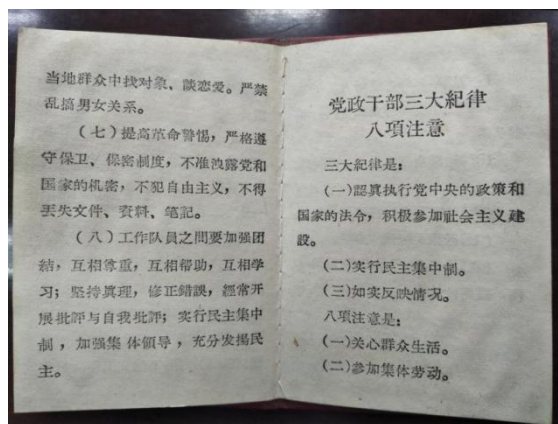 当地群众中找对象、談恋爱。严禁
乱搞男女关系。
（七）提高革命警惕，严格遵
守保卫、保密制度，不准洩露党和
国家的机密，不犯自由主义，不得
丢失文件、資料、笔記。
（八）工作队員之間要加强团
結，互相尊重，互相帮助，互相学
习；堅持眞理，修正錯誤，經常开
展批評与自我批評；实行民主集中
制，加强集体領导，充分发揚民
主。
党政干部三大紀律
八項注意
三大紀律是：
（一）認眞执行党中央的政策和
国家的法令，积极参加社会主义建
設。
（二）实行民主集中制。
（三）如实反映情况。
八項注意是：
（一）关心群众生活。
（二）参加集体劳动。